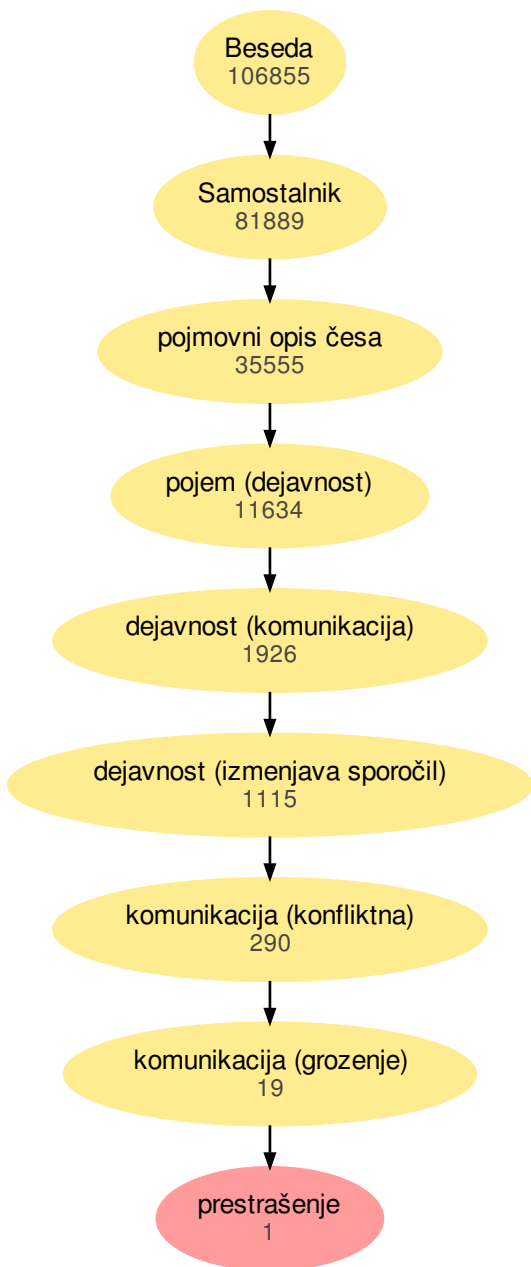 Beseda
106855
Samostalnik
81889
pojmovni opis česa
35555
pojem (dejavnost)
11634
dejavnost (komunikacija)
1926
dejavnost (izmenjava sporočil)
1115
komunikacija (konfliktna)
290
komunikacija (grozenje)
19
prestrašenje
1